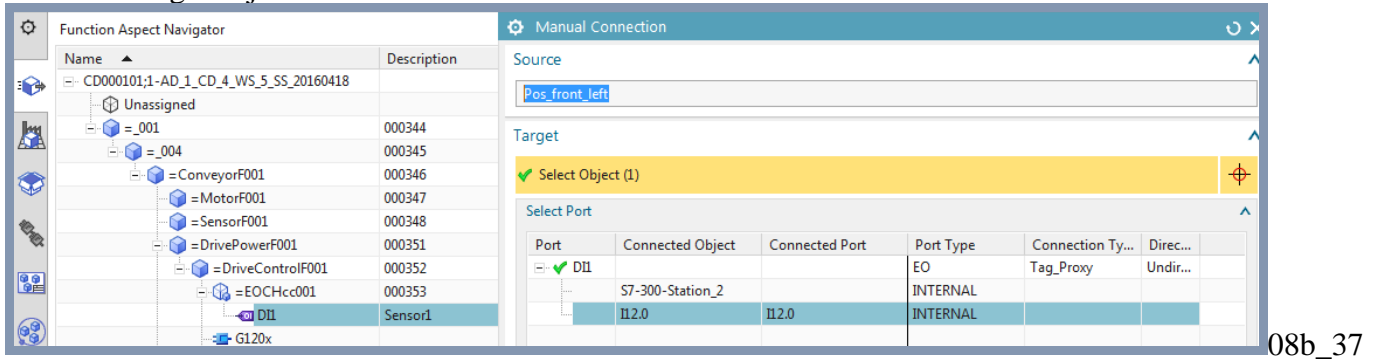 Function Aspect Navigator
Name Description
CD000101;1-AD_1_CD_4_WS_5_SS_20160418
Unassigned
=_001 000344
=_004 000345
=ConveyorF001 000346
=MotorF001 000347
=SensorF001 000348
=DrivePowerF001 000351
=DriveControlF001 000352
=EOCHcc001 000353
DI1 Sensor1
G120x
Manual Connection
Source
Pos_front_left
Target
Select Object (1)
Select Port
Port Connected Object Connected Port Port Type Connection Ty... Direc...
DI1 EO Tag_Proxy Undir...
S7-300-Station_2 INTERNAL
I12.0 I12.0 INTERNAL
08b_37